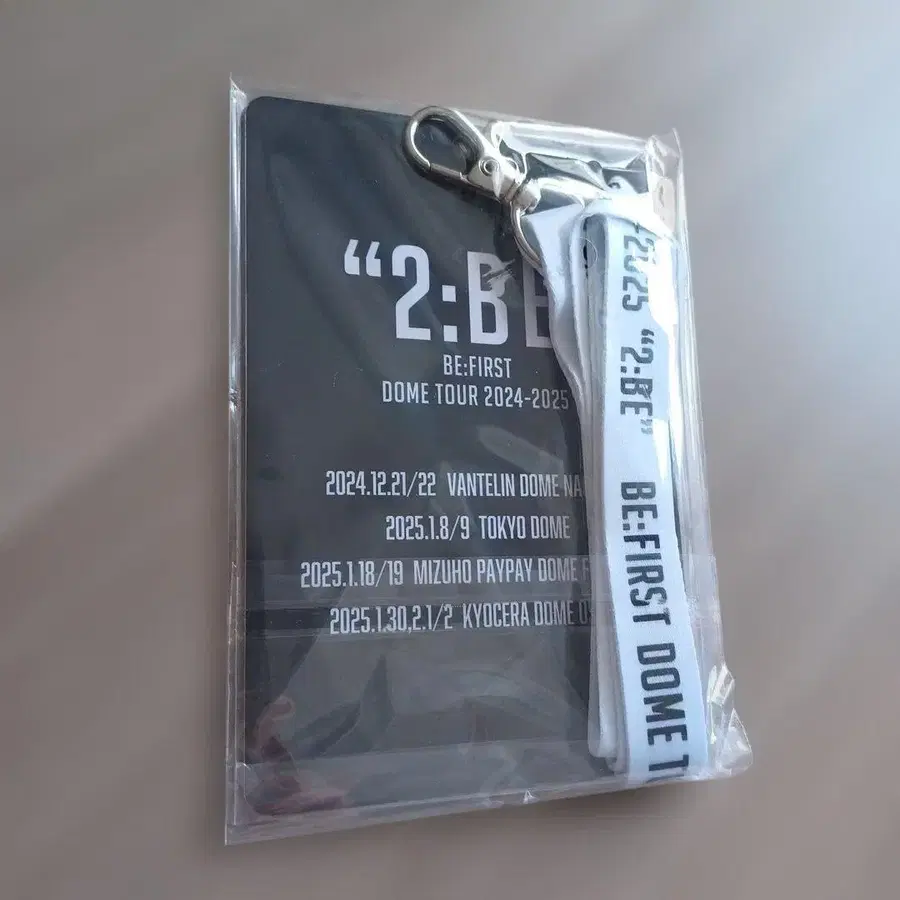 “2:BE
BE:FIRST
DOME TOUR 2024-2025
2024.12.21/22 VANTELIN DOME NA
2025.1.8/9 TOKYO DOME
2025.1.18/19 MIZUHO PAYPAY DOME F
2025.1.30,2.1/2 KYOCERA DOME OS
-2025 “2:BE” BE:FIRST DOME T